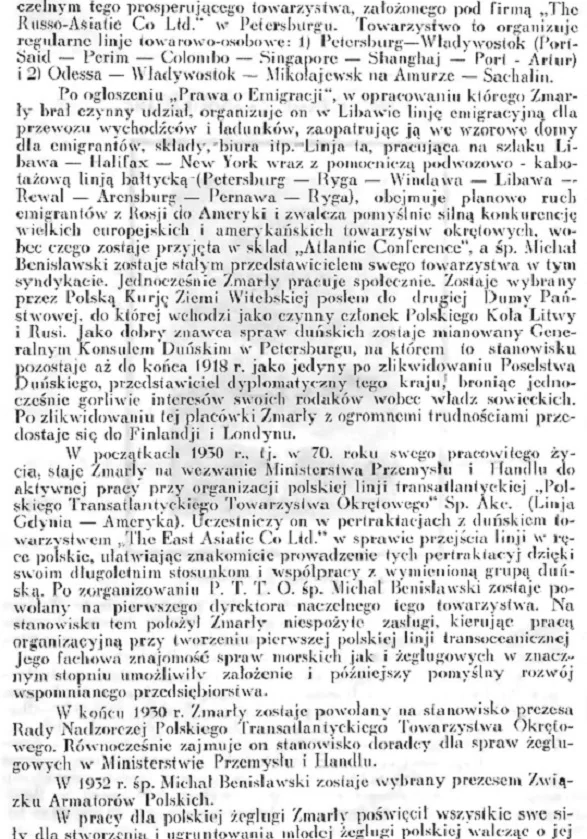 czelnym tego prosperującego towarzystwa, założonego pod firmą „The
Russo-Asiatic Co Ltd.“ w Petersburgu. Towarzystwo to organizuje
regularne linje towarowo-osobowe: 1) Petersburg—Władywostok (Port-
Said — Perim — Colombo — Singapore — Shanghaj — Port - Artur)
i 2) Odessa — Władywostok — Mikołajewsk na Amurze — Sachalin.
Po ogłoszeniu „Prawa o Emigracji“, w opracowaniu którego Zmar-
ły brał czynny udział, organizuje on w Libawie linję emigracyjną dla
przewozu wychodźców i ładunków, zaopatrując ją we wzorowe domy
dla emigrantów, składy, biura itp. Linja ta, pracująca na szlaku Li-
bawa — Halifax — New York wraz z pomocniczą podwozowo - kabo-
tażową linją bałtycką (Petersburg — Ryga — Windawa — Libawa —
Rewal — Arensburg — Pernawa — Ryga), obejmuje planowo ruch
emigrantów z Rosji do Ameryki i zwalcza pomyślnie silną konkurencję
wielkich europejskich i amerykańskich towarzystw okrętowych, wo-
bec czego zostaje przyjęta w skład „Atlantic Conference“, a śp. Michał
Benisławski zostaje stałym przedstawicielem swego towarzystwa w tym
syndykacie. Jednocześnie Zmarły pracuje społecznie. Zostaje wybrany
przez Polską Kurję Ziemi Witebskiej posłem do drugiej Dumy Pań-
stwowej, do której wchodzi jako czynny członek Polskiego Koła Litwy
i Rusi. Jako dobry znawca spraw duńskich zostaje mianowany Gene-
ralnym Konsulem Duńskim w Petersburgu, na którem to stanowisku
pozostaje aż do końca 1918 r. jako jedyny po zlikwidowaniu Poselstwa
Duńskiego, przedstawiciel dyplomatyczny tego kraju, broniąc jedno-
cześnie gorliwie interesów swoich rodaków wobec władz sowieckich.
Po zlikwidowaniu tej placówki Zmarły z ogromnemi trudnościami prze-
dostaje się do Finlandji i Londynu.
W początkach 1930 r., tj. w 70. roku swego pracowitego ży-
cia, staje Zmarły na wezwanie Ministerstwa Przemysłu i Handlu do
aktywnej pracy przy organizacji polskiej linji transatlantyckiej „Pol-
skiego Transatlantyckiego Towarzystwa Okrętowego“ Sp. Akc. (Linja
Gdynia — Ameryka). Uczestniczy on w pertraktacjach z duńskiem to-
warzystwem „The East Asiatic Co Ltd.“ w sprawie przejścia linji w rę-
ce polskie, ułatwiając znakomicie prowadzenie tych pertraktacyj dzięki
swoim długoletnim stosunkom i współpracy z wymienioną grupą duń-
ską. Po zorganizowaniu P. T. T. O. śp. Michał Benisławski zostaje po-
wołany na pierwszego dyrektora naczelnego tego towarzystwa. Na
stanowisku tem położył Zmarły niespożyte zasługi, kierując pracą
organizacyjną przy tworzeniu pierwszej polskiej linji transoceanicznej
Jego fachowa znajomość spraw morskich jak i żeglugowych w znacz-
nym stopniu umożliwiły założenie i późniejszy pomyślny rozwój
wspomnianego przedsiębiorstwa.
W końcu 1930 r. Zmarły zostaje powołany na stanowisko prezesa
Rady Nadzorczej Polskiego Transatlantyckiego Towarzystwa Okręto-
wego. Równocześnie zajmuje on stanowisko doradcy dla spraw żeglu-
gowych w Ministerstwie Przemysłu i Handlu.
W 1932 r. śp. Michał Benisławski zostaje wybrany prezesem Zwią-
zku Armatorów Polskich.
W pracy dla polskiej żeglugi Zmarły poświęcił wszystkie swe si-
ły dla stworzenia i ugruntowania młodej żeglugi polskiej walcząc o jej